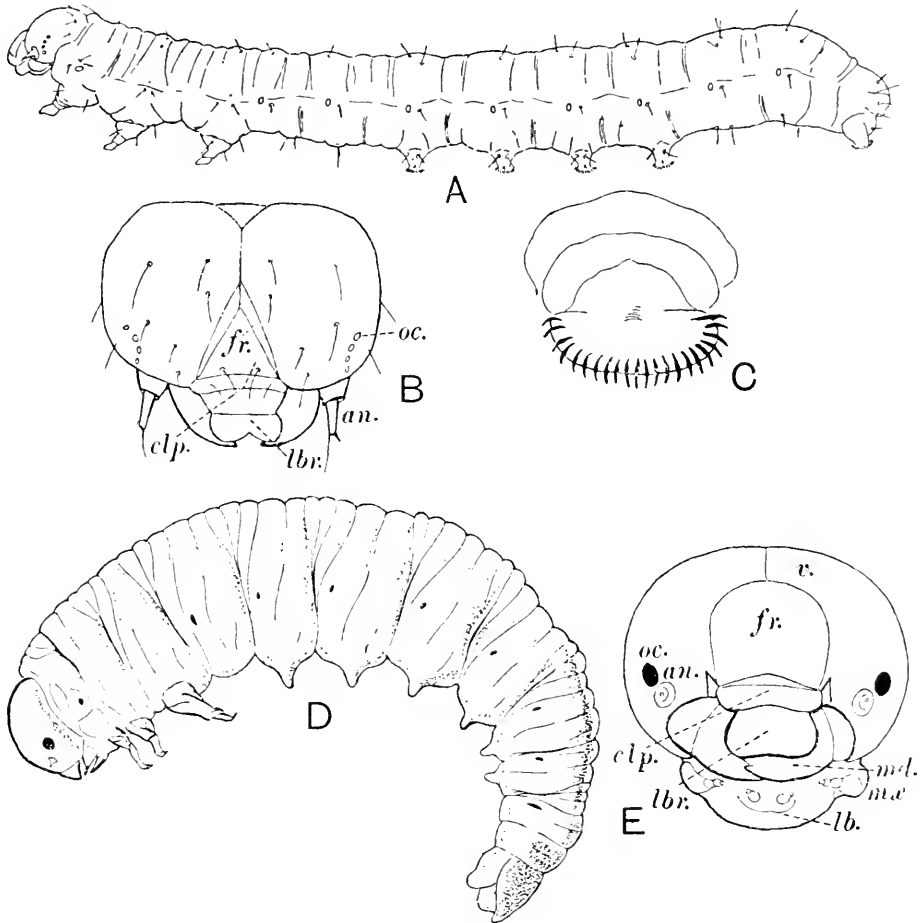 A
fr.
oc.
B
an.
clp.
lbr.
C
D
v.
fr.
oc.
an.
clp.
md.
mx
lbr.
E
lb.